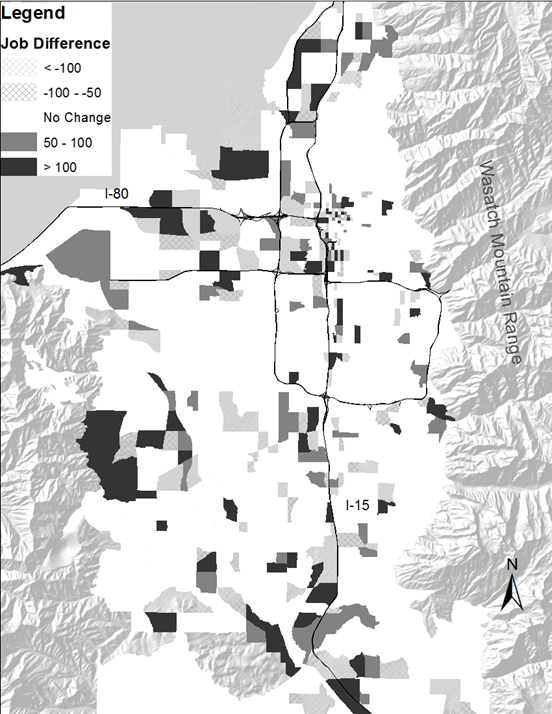 Legend
Job Difference
< -100
-100 - -50
No Change
50 - 100
> 100
I-80
Wasatch Mountain Range
I-15
N